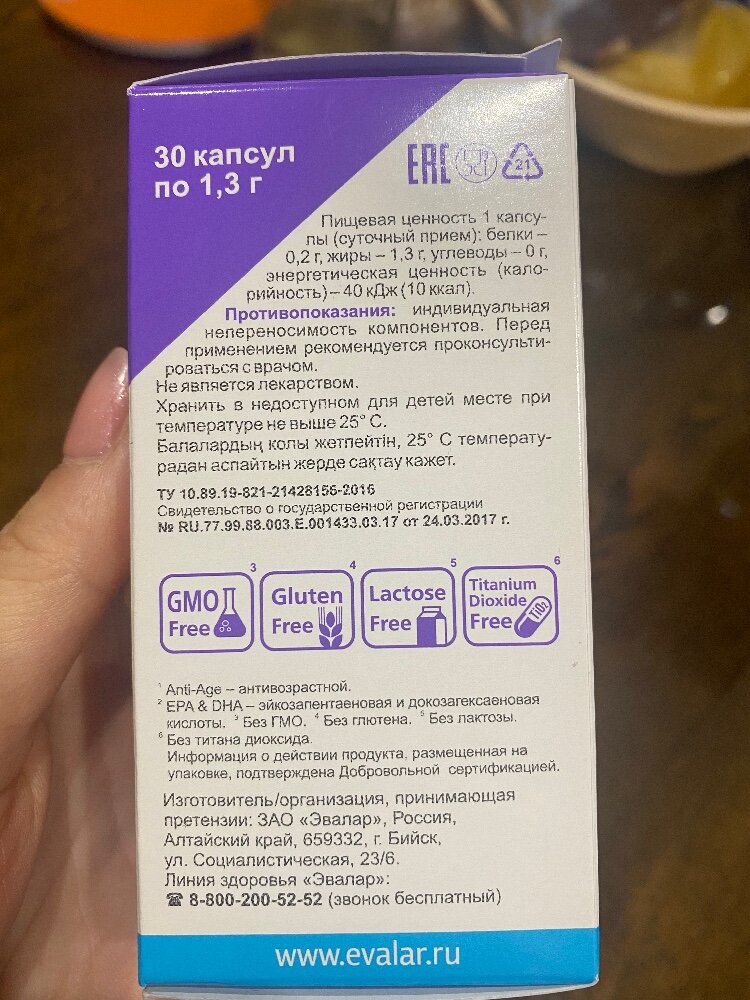 30 капсул
по 1,3 г
EAC
21
Пищевая ценность 1 капсу-
лы (суточный прием): белки –
0,2 г, жиры – 1,3 г, углеводы – 0 г,
энергетическая ценность (кало-
рийность) – 40 кДж (10 ккал).
Противопоказания: индивидуальная
непереносимость компонентов. Перед
применением рекомендуется проконсульти-
роваться с врачом.
Не является лекарством.
Хранить в недоступном для детей месте при
температуре не выше 25° С.
Балалардың қолы жетпейтін, 25° С температу-
радан аспайтын жерде сақтау кажет.
ТУ 10.89.19-821-21428156-2016
Свидетельство о государственной регистрации
№ RU.77.99.88.003.Е.001433.03.17 от 24.03.2017 г.
GMO Free 3
Gluten Free 4
Lactose Free 5
Titanium Dioxide Free TiO₂ 6
¹ Anti-Age – антивозрастной.
² EPA & DHA – эйкозапентаеновая и докозагексаеновая
кислоты. ³ Без ГМО. ⁴ Без глютена. ⁵ Без лактозы.
⁶ Без титана диоксида.
Информация о действии продукта, размещенная на
упаковке, подтверждена Добровольной сертификацией.
Изготовитель/организация, принимающая
претензии: ЗАО «Эвалар», Россия,
Алтайский край, 659332, г. Бийск,
ул. Социалистическая, 23/6.
Линия здоровья «Эвалар»:
☎ 8-800-200-52-52 (звонок бесплатный)
www.evalar.ru